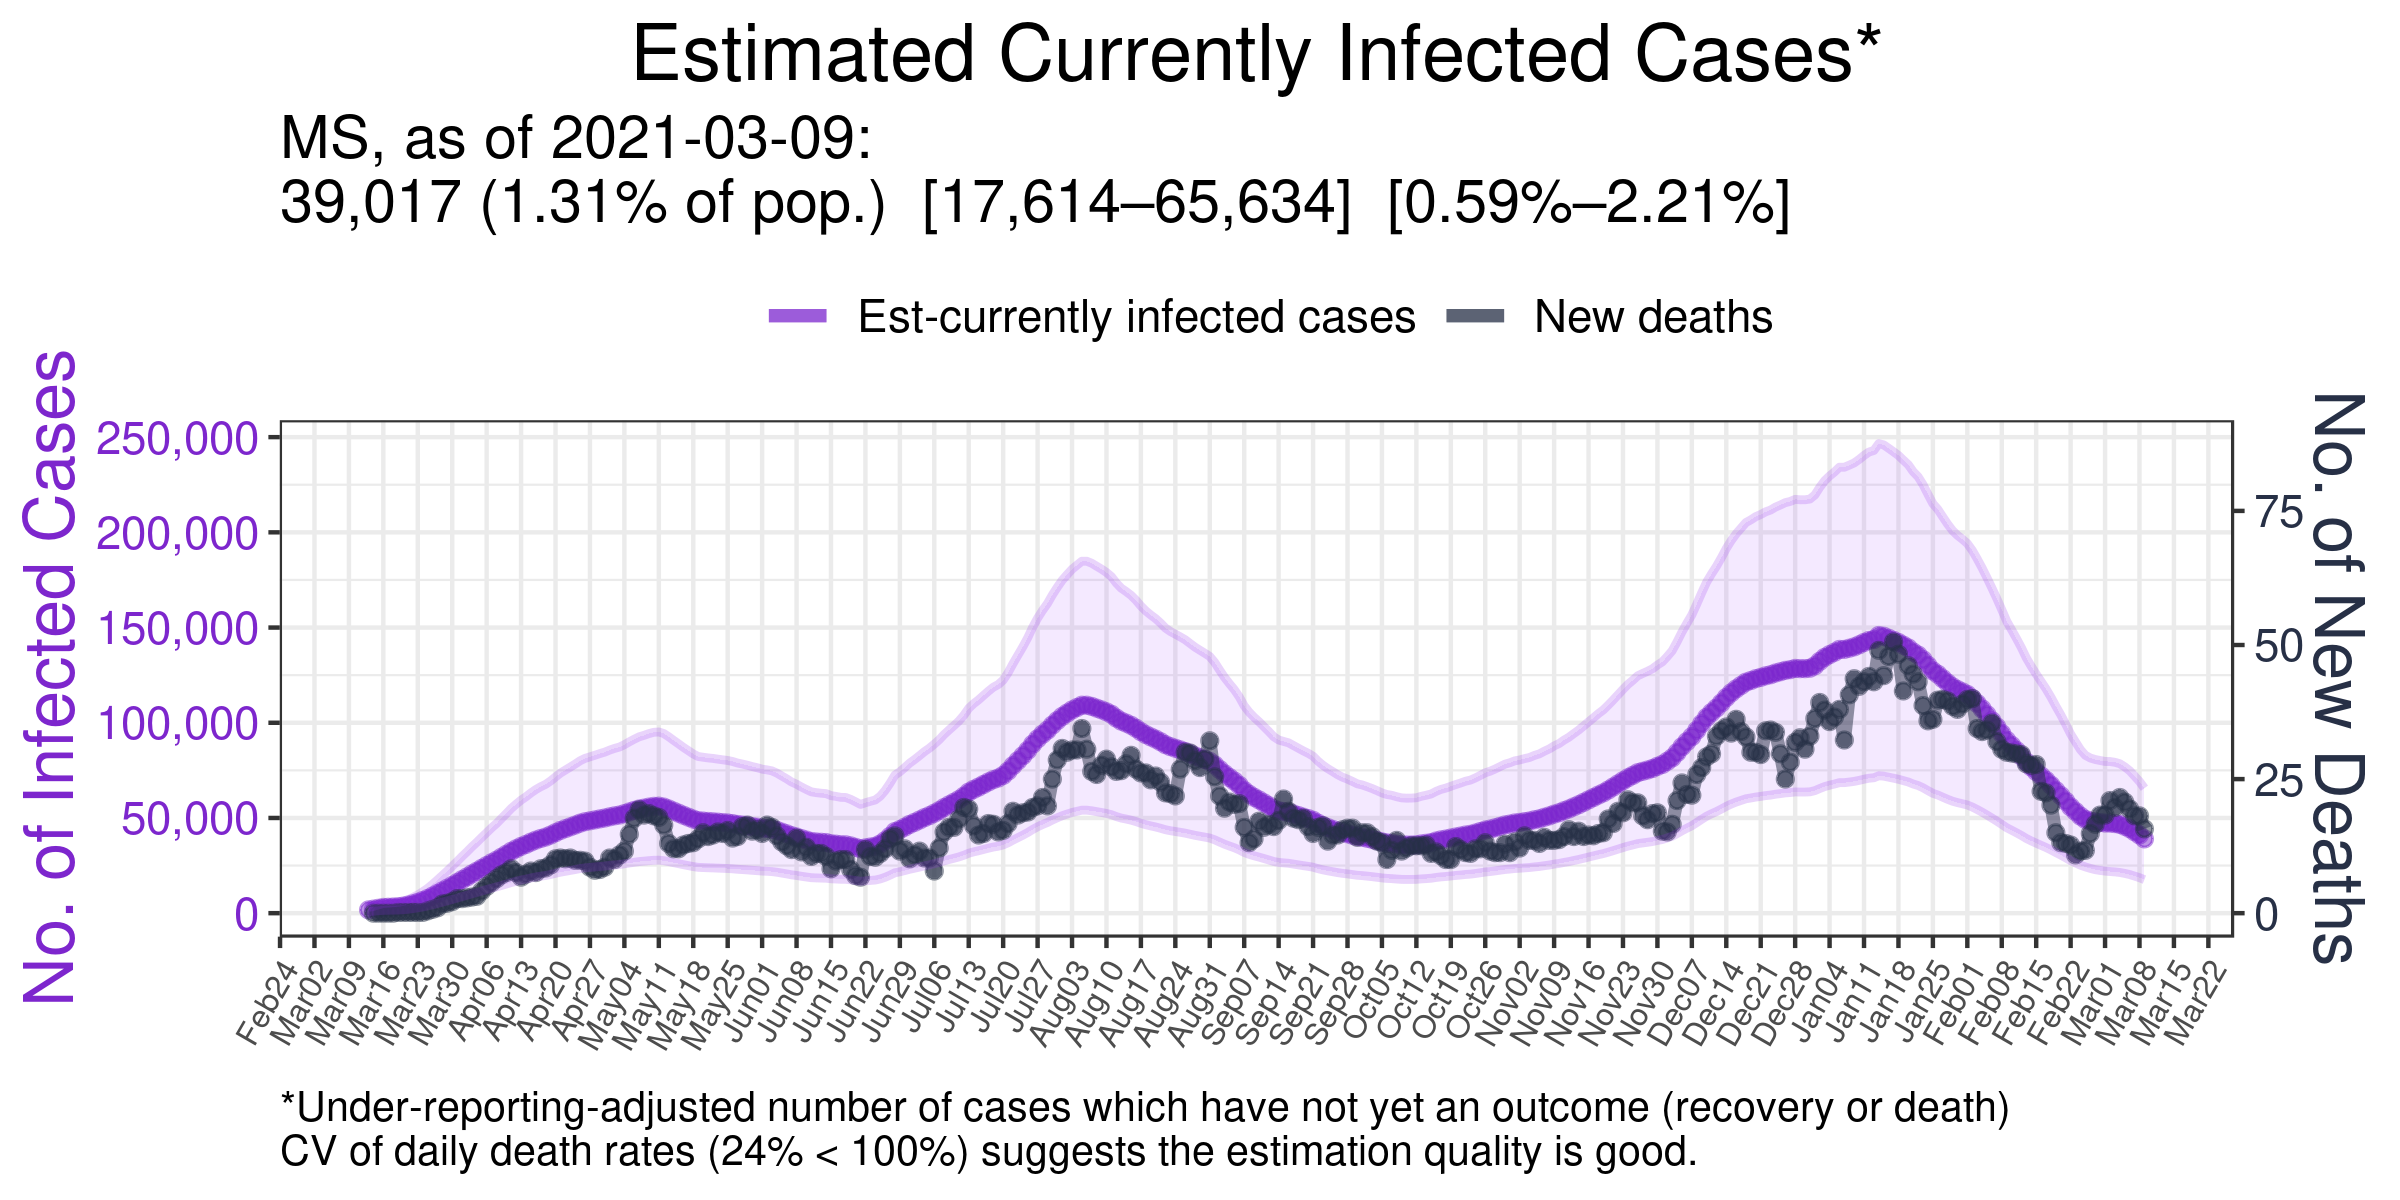 Estimated Currently Infected Cases*
MS, as of 2021-03-09:
39,017 (1.31% of pop.)  [17,614–65,634]  [0.59%–2.21%]
Est-currently infected cases
New deaths
No. of Infected Cases
250,000
200,000
150,000
100,000
50,000
0
75
50
25
0
No. of New Deaths
Feb24
Mar02
Mar09
Mar16
Mar23
Mar30
Apr06
Apr13
Apr20
Apr27
May04
May11
May18
May25
Jun01
Jun08
Jun15
Jun22
Jun29
Jul06
Jul13
Jul20
Jul27
Aug03
Aug10
Aug17
Aug24
Aug31
Sep07
Sep14
Sep21
Sep28
Oct05
Oct12
Oct19
Oct26
Nov02
Nov09
Nov16
Nov23
Nov30
Dec07
Dec14
Dec21
Dec28
Jan04
Jan11
Jan18
Jan25
Feb01
Feb08
Feb15
Feb22
Mar01
Mar08
Mar15
Mar22
*Under-reporting-adjusted number of cases which have not yet an outcome (recovery or death)
CV of daily death rates (24% < 100%) suggests the estimation quality is good.